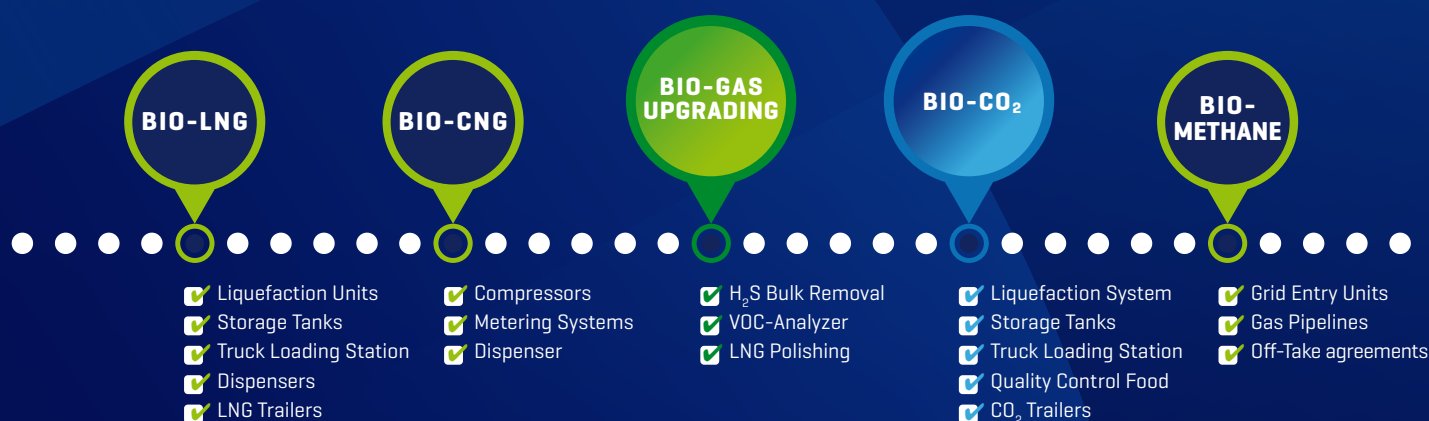 BIO-LNG
Liquefaction Units
Storage Tanks
Truck Loading Station
Dispensers
LNG Trailers
BIO-CNG
Compressors
Metering Systems
Dispenser
BIO-GAS
UPGRADING
H₂S Bulk Removal
VOC-Analyzer
LNG Polishing
BIO-CO₂
Liquefaction System
Storage Tanks
Truck Loading Station
Quality Control Food
CO₂ Trailers
BIO-
METHANE
Grid Entry Units
Gas Pipelines
Off-Take agreements